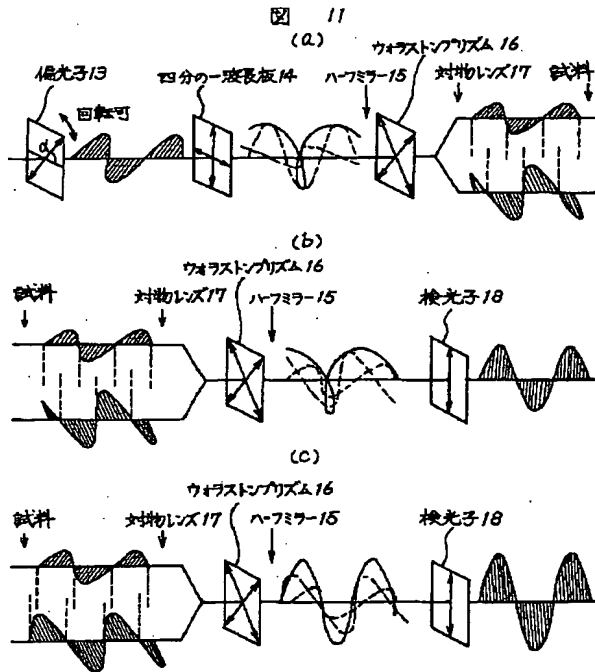 図 11
(a)
ウォラストンプリズム 16
偏光子13
四分の一波長板14
ハーフミラー15
対物レンズ17
試料
回転可
α
(b)
ウォラストンプリズム 16
試料
対物レンズ17
ハーフミラー15
検光子18
(c)
ウォラストンプリズム 16
試料
対物レンズ17
ハーフミラー15
検光子18